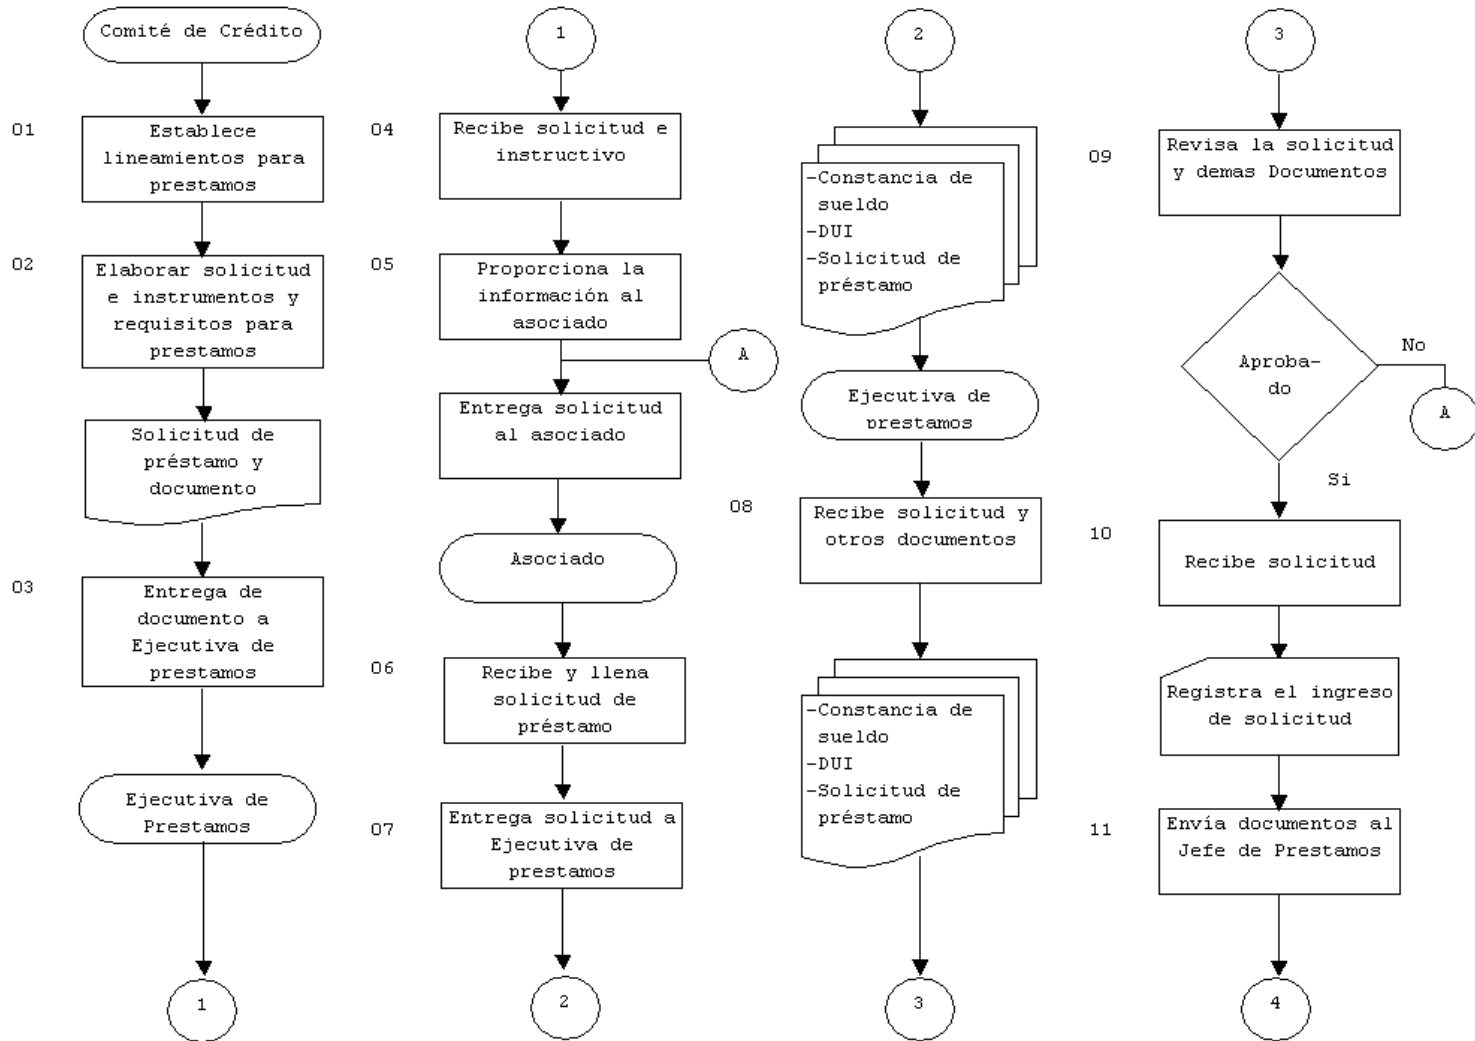 Comité de Crédito
01
Establece
lineamientos para
prestamos
02
Elaborar solicitud
e instrumentos y
requisitos para
prestamos
Solicitud de
préstamo y
documento
03
Entrega de
documento a
Ejecutiva de
prestamos
Ejecutiva de
Prestamos
1
1
04
Recibe solicitud e
instructivo
05
Proporciona la
información al
asociado
A
Entrega solicitud
al asociado
Asociado
06
Recibe y llena
solicitud de
préstamo
07
Entrega solicitud a
Ejecutiva de
prestamos
2
2
-Constancia de
sueldo
-DUI
-Solicitud de
préstamo
Ejecutiva de
prestamos
08
Recibe solicitud y
otros documentos
-Constancia de
sueldo
-DUI
-Solicitud de
préstamo
3
3
09
Revisa la solicitud
y demas Documentos
Aproba-
do
No
A
Si
10
Recibe solicitud
Registra el ingreso
de solicitud
11
Envía documentos al
Jefe de Prestamos
4